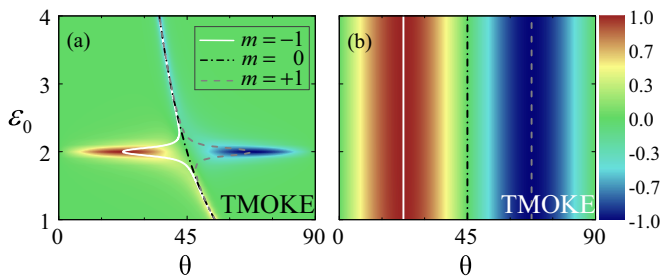 (a)
m = −1
m = 0
m = +1
TMOKE
ε₀
4
3
2
1
0
45
90
θ
(b)
TMOKE
0
45
90
θ
1.0
0.7
0.3
0.0
-0.3
-0.7
-1.0